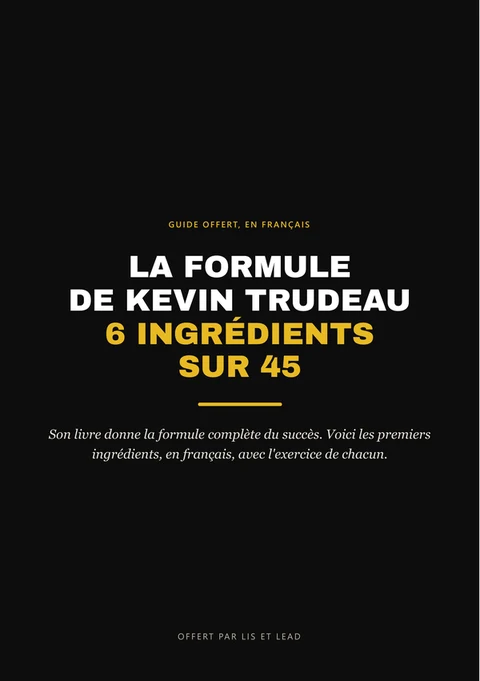 GUIDE OFFERT, EN FRANÇAIS
LA FORMULE
DE KEVIN TRUDEAU
6 INGRÉDIENTS
SUR 45
Son livre donne la formule complète du succès. Voici les premiers
ingrédients, en français, avec l'exercice de chacun.
OFFERT PAR LIS ET LEAD